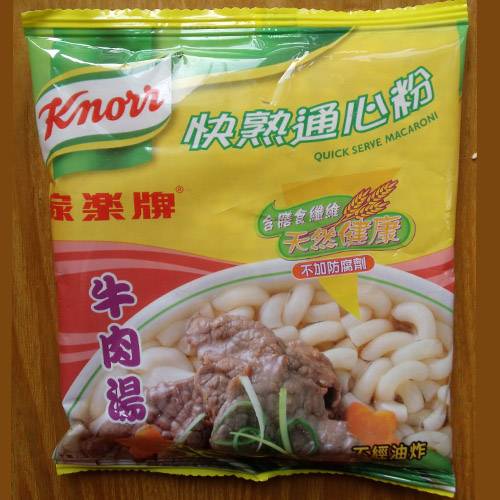 Knorr
快熟通心粉
QUICK SERVE MACARONI
家樂牌®
含膳食纖維
天然健康
不加防腐劑
牛肉湯
不經油炸